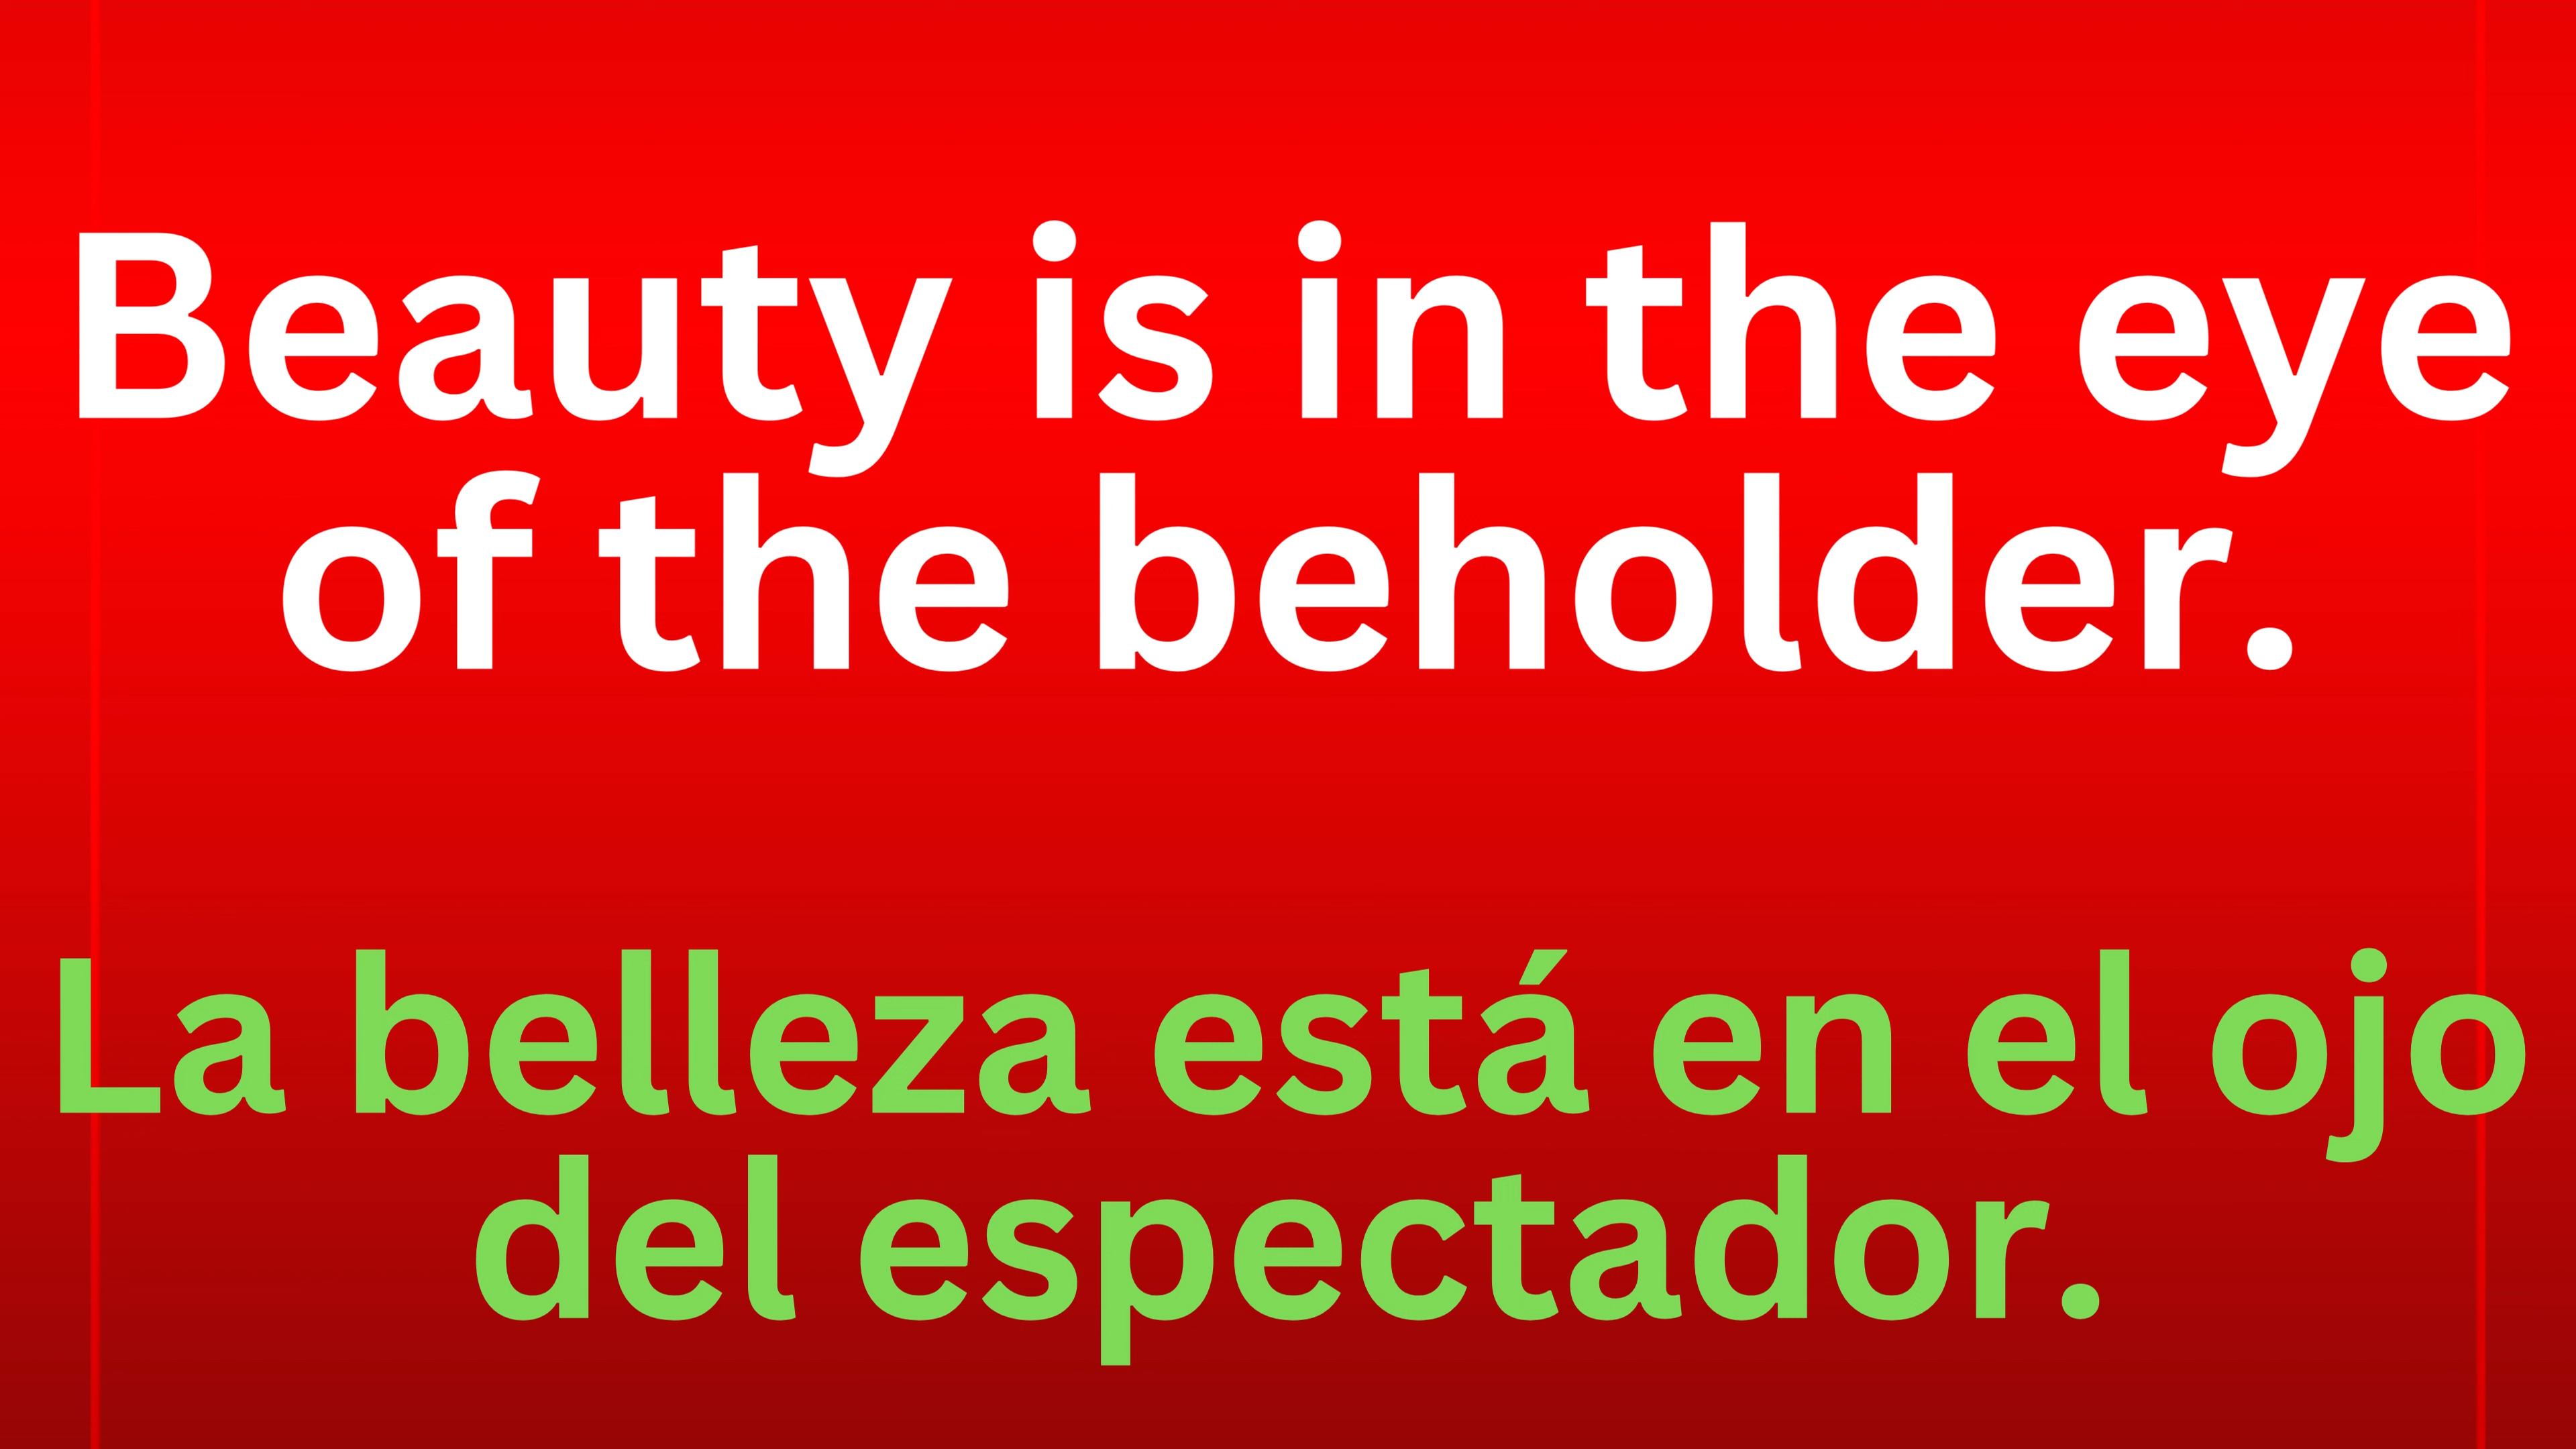 Beauty is in the eye
of the beholder.
La belleza está en el ojo
del espectador.